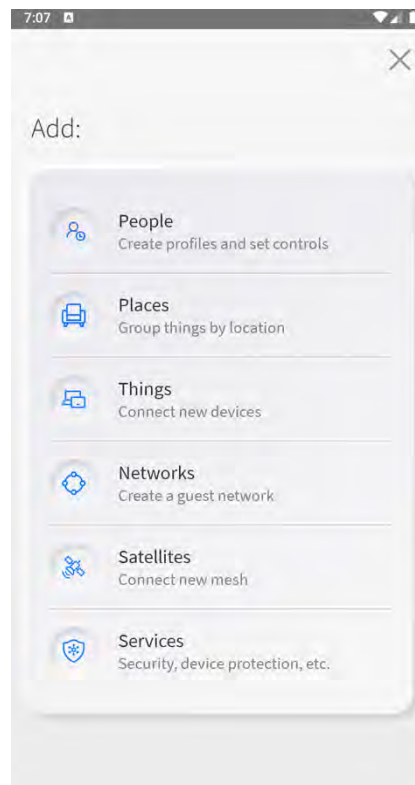 7:07
Add:
People
Create profiles and set controls
Places
Group things by location
Things
Connect new devices
Networks
Create a guest network
Satellites
Connect new mesh
Services
Security, device protection, etc.